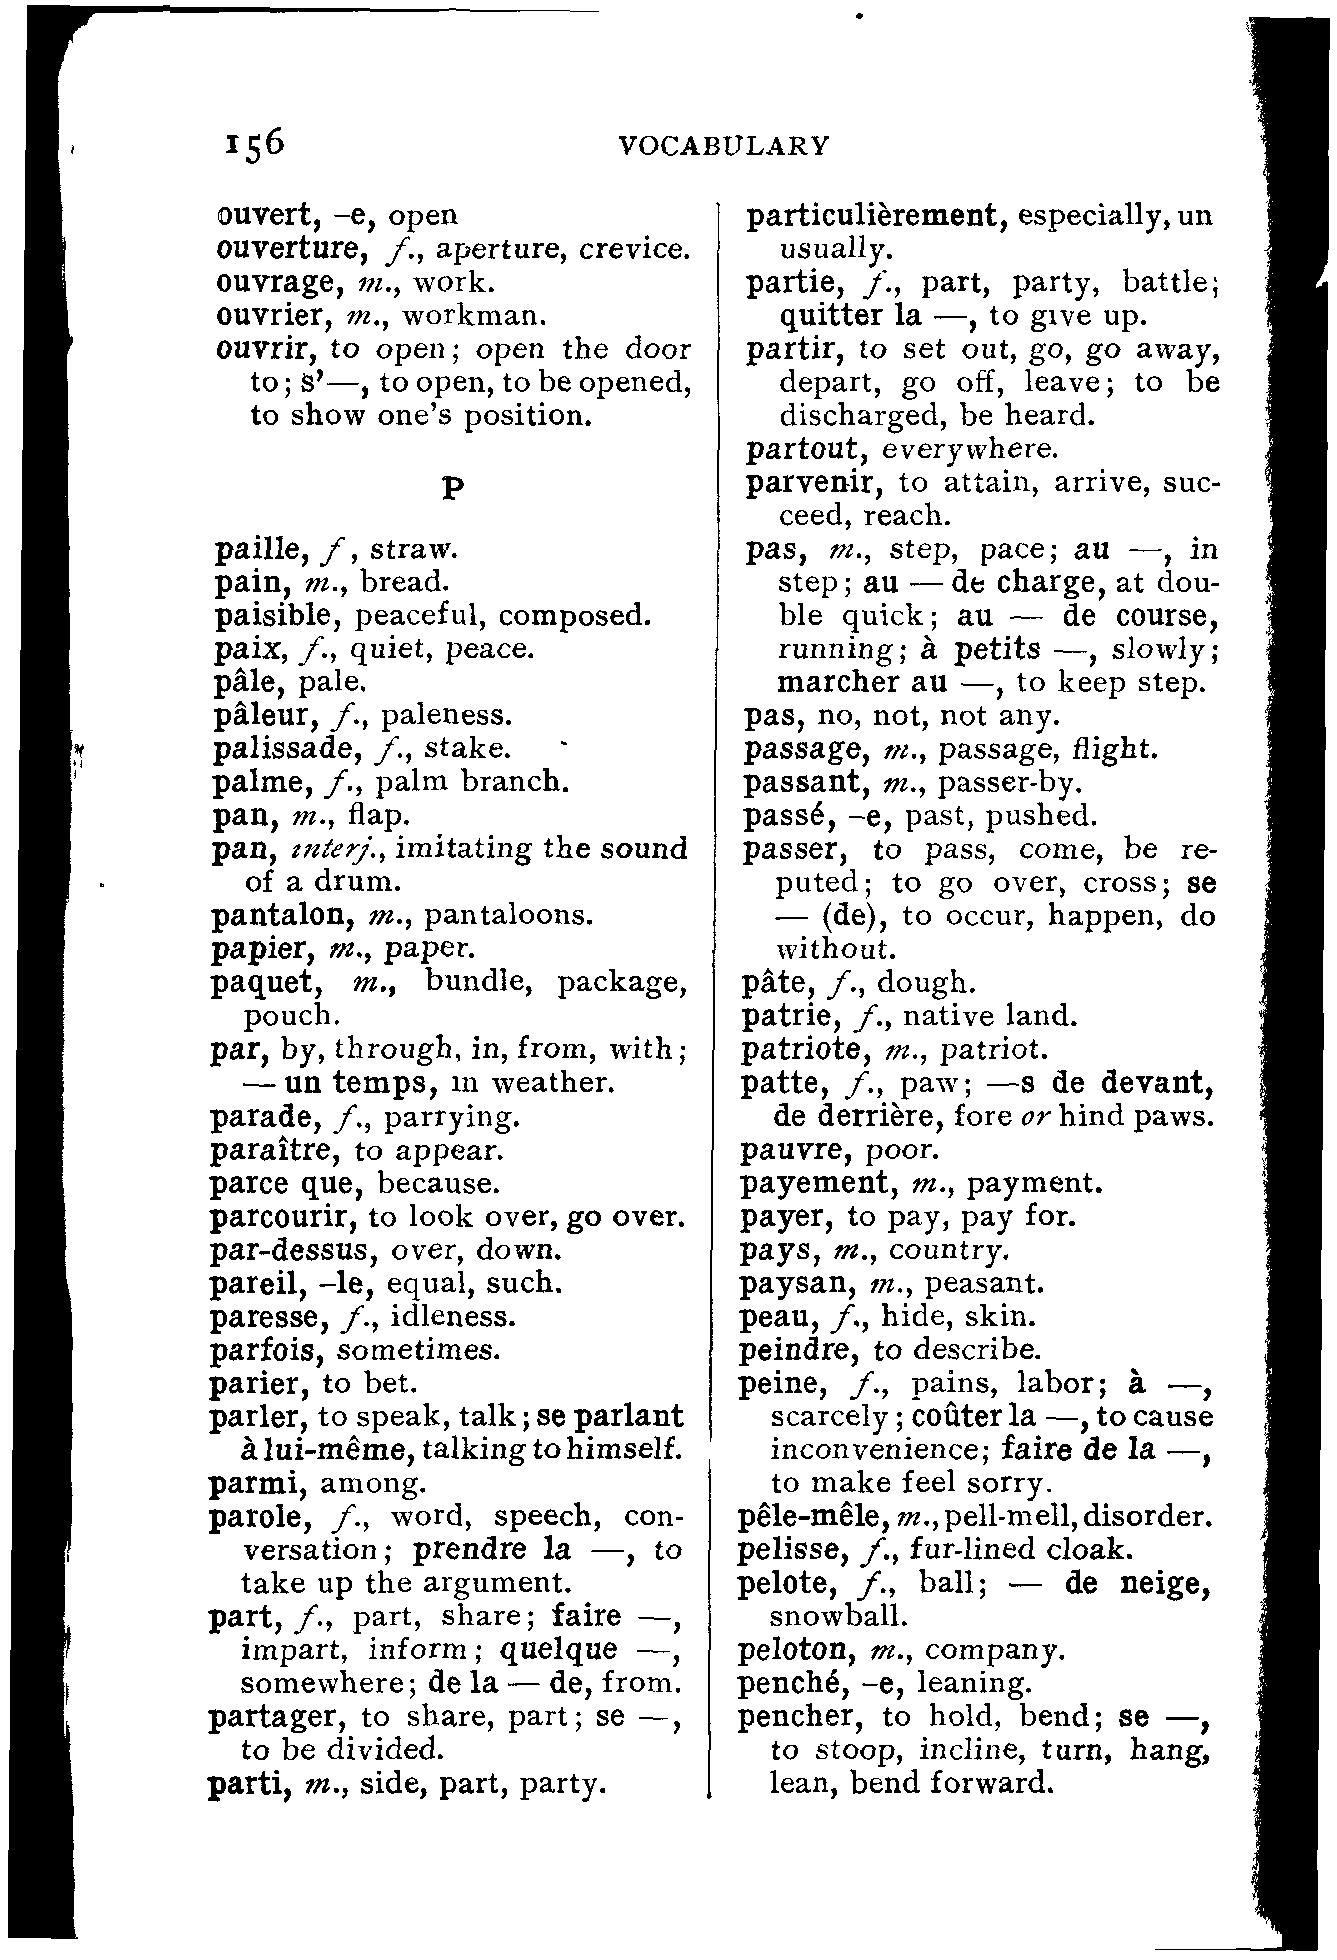 156
VOCABULARY
ouvert, –e, open
ouverture, f., aperture, crevice.
ouvrage, m., work.
ouvrier, m., workman.
ouvrir, to open; open the door
to; s'—, to open, to be opened,
to show one's position.
P
paille, f, straw.
pain, m., bread.
paisible, peaceful, composed.
paix, f., quiet, peace.
pâle, pale.
pâleur, f., paleness.
palissade, f., stake.
palme, f., palm branch.
pan, m., flap.
pan, interj., imitating the sound
of a drum.
pantalon, m., pantaloons.
papier, m., paper.
paquet, m., bundle, package,
pouch.
par, by, through, in, from, with;
— un temps, in weather.
parade, f., parrying.
paraître, to appear.
parce que, because.
parcourir, to look over, go over.
par-dessus, over, down.
pareil, –le, equal, such.
paresse, f., idleness.
parfois, sometimes.
parier, to bet.
parler, to speak, talk; se parlant
à lui-même, talking to himself.
parmi, among.
parole, f., word, speech, con-
versation; prendre la —, to
take up the argument.
part, f., part, share; faire —,
impart, inform; quelque —,
somewhere; de la — de, from.
partager, to share, part; se —,
to be divided.
parti, m., side, part, party.
particulièrement, especially, un
usually.
partie, f., part, party, battle;
quitter la —, to give up.
partir, to set out, go, go away,
depart, go off, leave; to be
discharged, be heard.
partout, everywhere.
parvenir, to attain, arrive, suc-
ceed, reach.
pas, m., step, pace; au —, in
step; au — de charge, at dou-
ble quick; au — de course,
running; à petits —, slowly;
marcher au —, to keep step.
pas, no, not, not any.
passage, m., passage, flight.
passant, m., passer-by.
passé, –e, past, pushed.
passer, to pass, come, be re-
puted; to go over, cross; se
— (de), to occur, happen, do
without.
pâte, f., dough.
patrie, f., native land.
patriote, m., patriot.
patte, f., paw; —s de devant,
de derrière, fore or hind paws.
pauvre, poor.
payement, m., payment.
payer, to pay, pay for.
pays, m., country.
paysan, m., peasant.
peau, f., hide, skin.
peindre, to describe.
peine, f., pains, labor; à —,
scarcely; coûter la —, to cause
inconvenience; faire de la —,
to make feel sorry.
pêle-mêle, m., pell-mell, disorder.
pelisse, f., fur-lined cloak.
pelote, f., ball; — de neige,
snowball.
peloton, m., company.
penché, –e, leaning.
pencher, to hold, bend; se —,
to stoop, incline, turn, hang,
lean, bend forward.